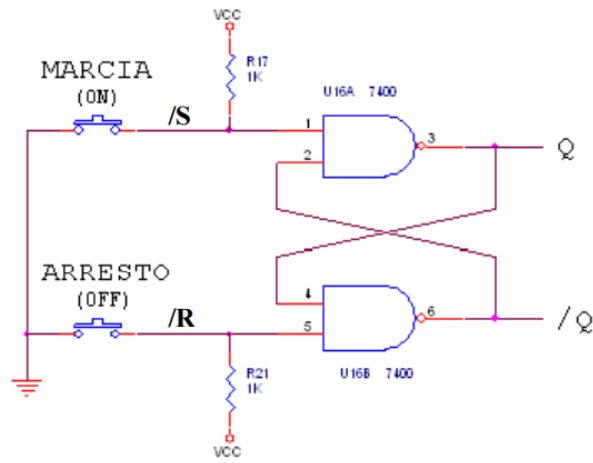 VCC
R17
1K
MARCIA
(ON)
/S
U16A 7400
1
2
3
Q
ARRESTO
(OFF)
/R
4
5
6
/Q
R21
1K
U16B 7400
VCC